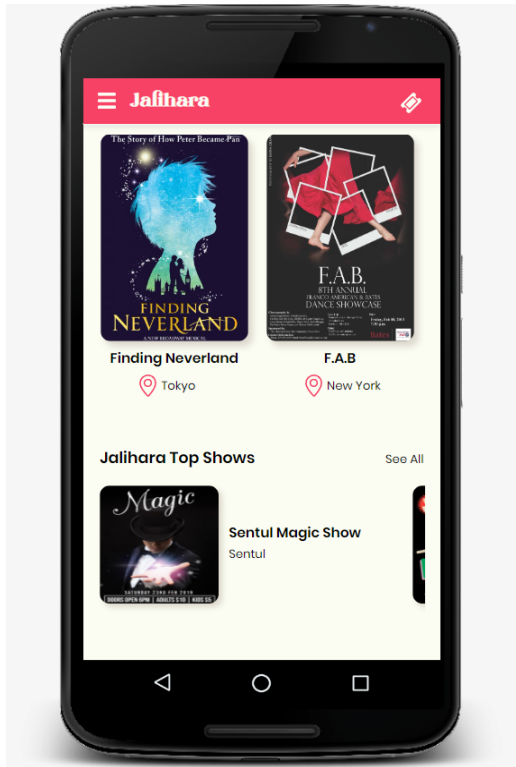 Jalihara
The Story of How Peter Became Pan
FINDING
NEVERLAND
A NEW BROADWAY MUSICAL
F.A.B.
8TH ANNUAL
FRANCO AMERICAN & BATES
DANCE SHOWCASE
Finding Neverland
F.A.B
Tokyo
New York
Jalihara Top Shows
See All
Magic
SATURDAY 23RD FEB 2019
DOORS OPEN 6PM | ADULTS $10 | KIDS $5
Sentul Magic Show
Sentul